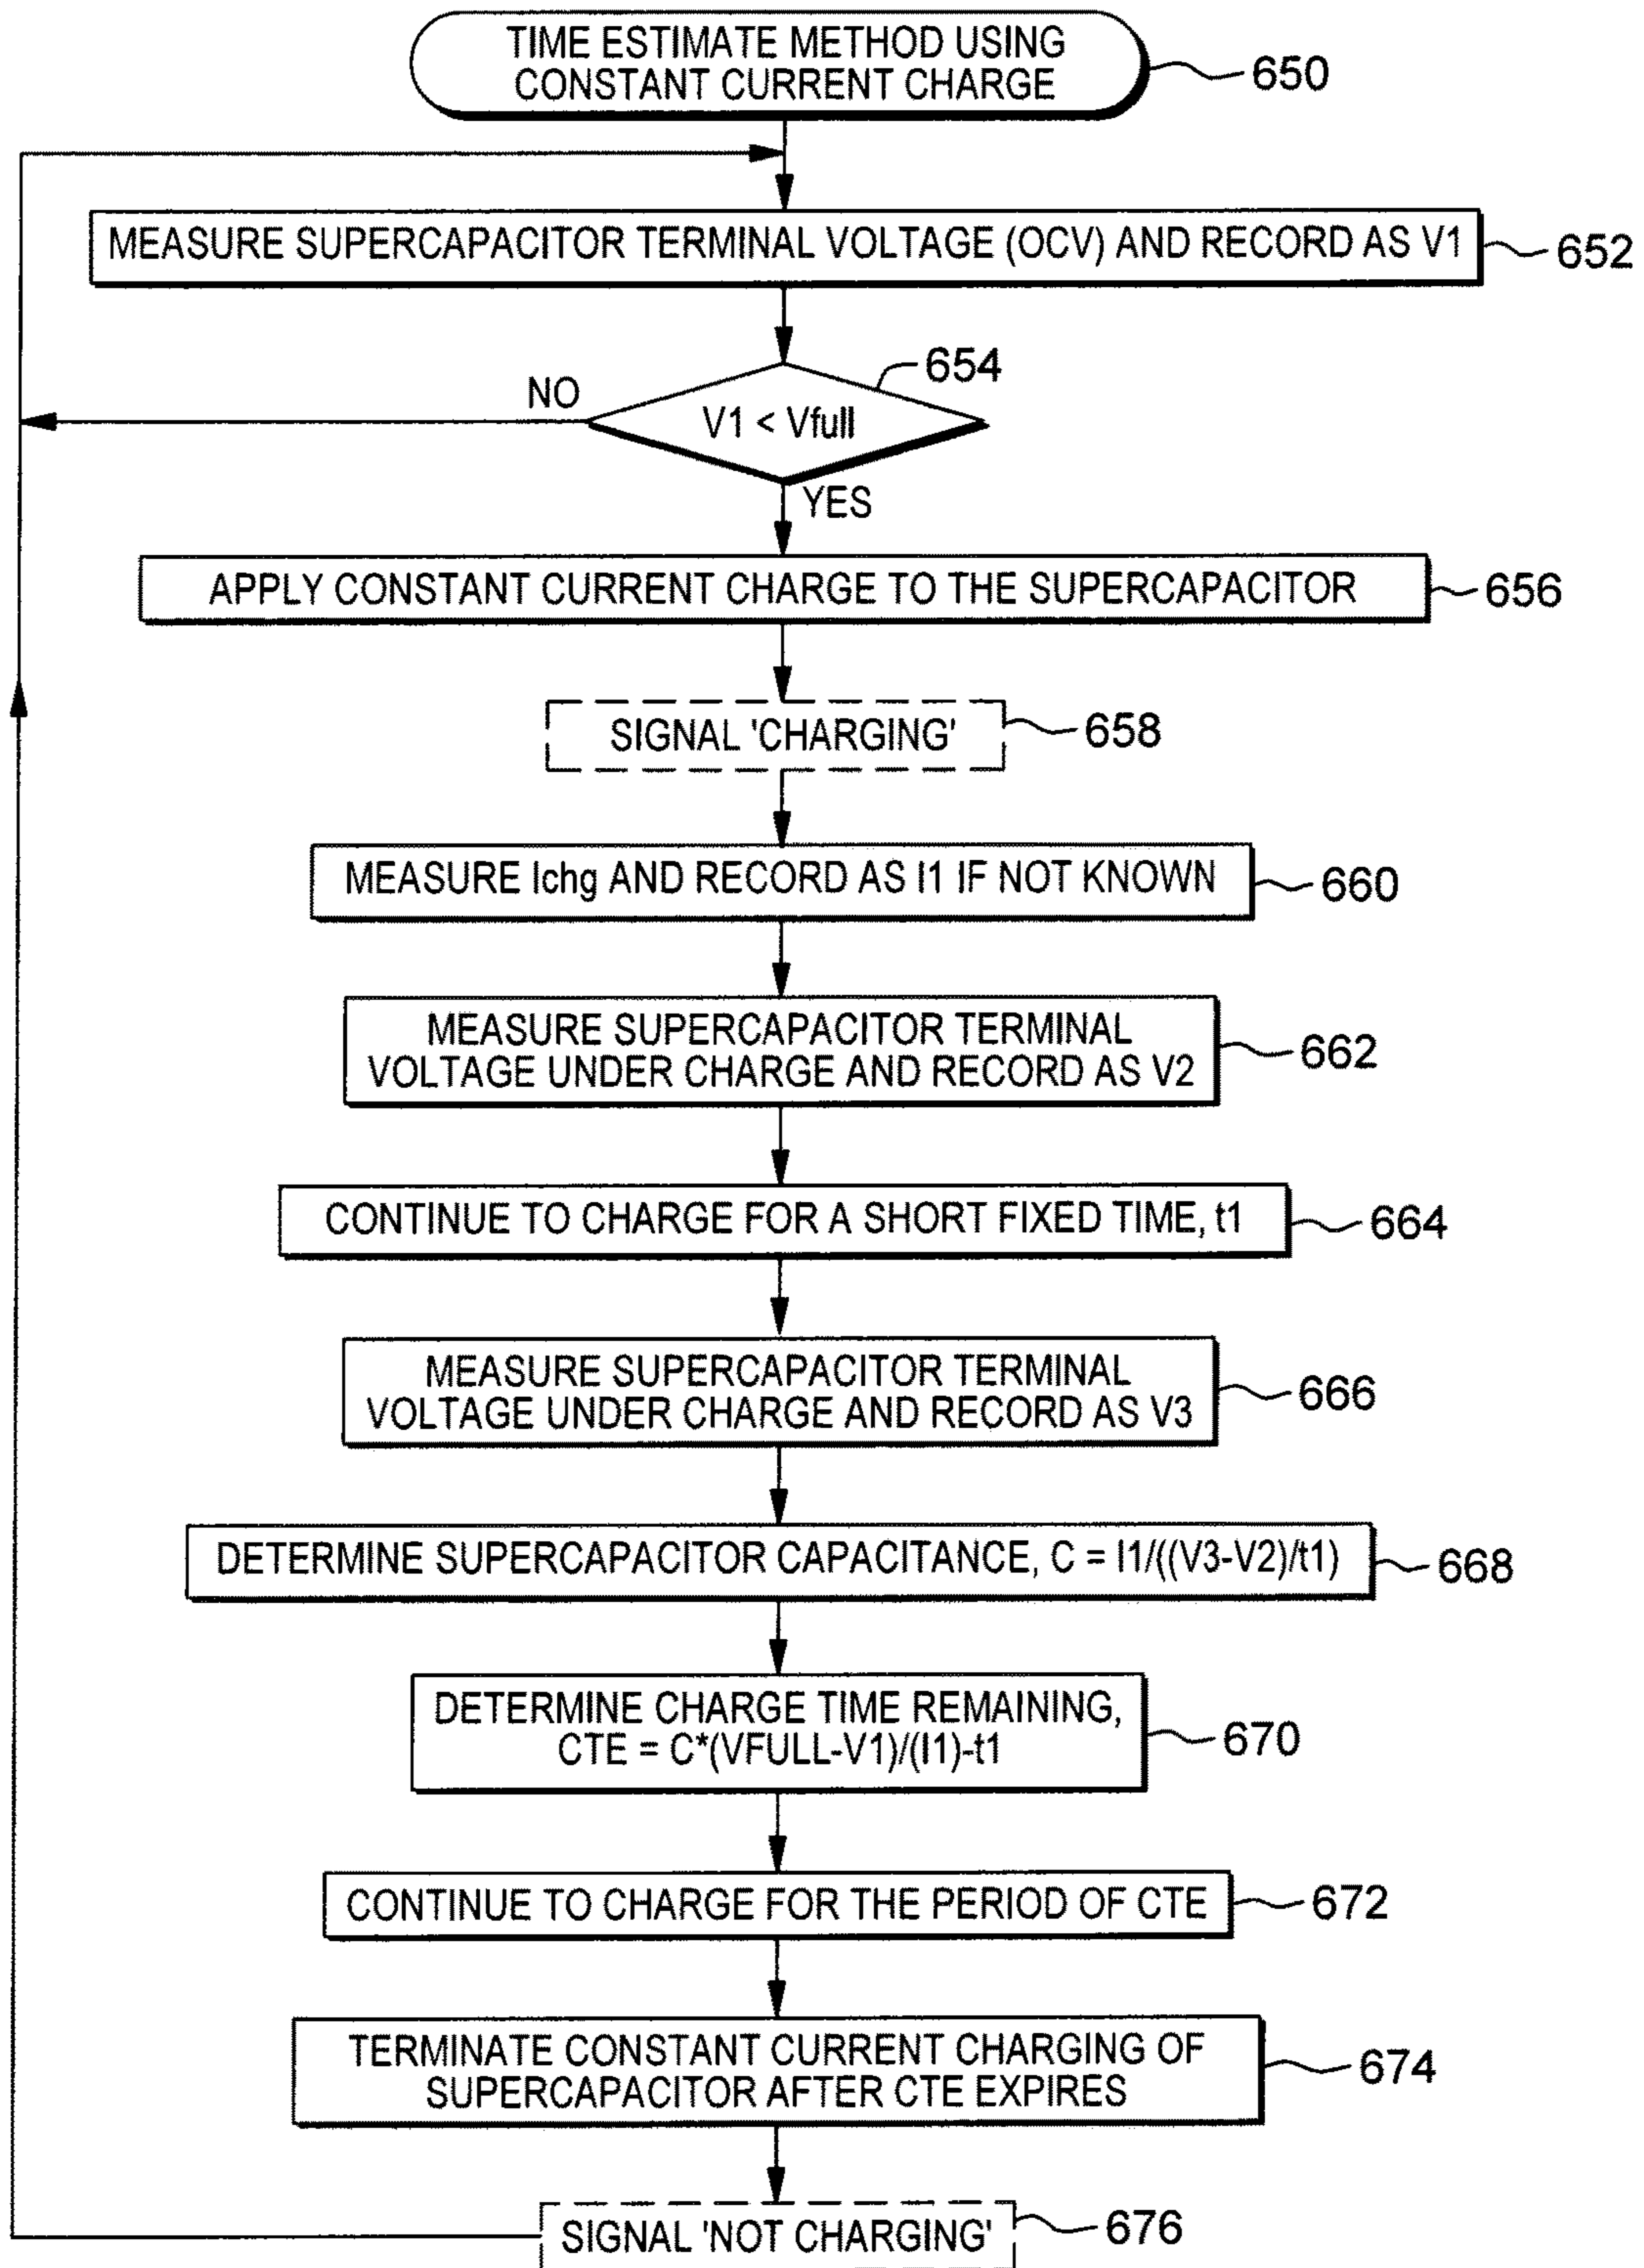 TIME ESTIMATE METHOD USING
CONSTANT CURRENT CHARGE
650
MEASURE SUPERCAPACITOR TERMINAL VOLTAGE (OCV) AND RECORD AS V1
652
654
NO
V1 < Vfull
YES
APPLY CONSTANT CURRENT CHARGE TO THE SUPERCAPACITOR
656
SIGNAL 'CHARGING'
658
MEASURE Ichg AND RECORD AS I1 IF NOT KNOWN
660
MEASURE SUPERCAPACITOR TERMINAL
VOLTAGE UNDER CHARGE AND RECORD AS V2
662
CONTINUE TO CHARGE FOR A SHORT FIXED TIME, t1
664
MEASURE SUPERCAPACITOR TERMINAL
VOLTAGE UNDER CHARGE AND RECORD AS V3
666
DETERMINE SUPERCAPACITOR CAPACITANCE, C = I1/((V3-V2)/t1)
668
DETERMINE CHARGE TIME REMAINING,
CTE = C*(VFULL-V1)/(I1)-t1
670
CONTINUE TO CHARGE FOR THE PERIOD OF CTE
672
TERMINATE CONSTANT CURRENT CHARGING OF
SUPERCAPACITOR AFTER CTE EXPIRES
674
SIGNAL 'NOT CHARGING'
676